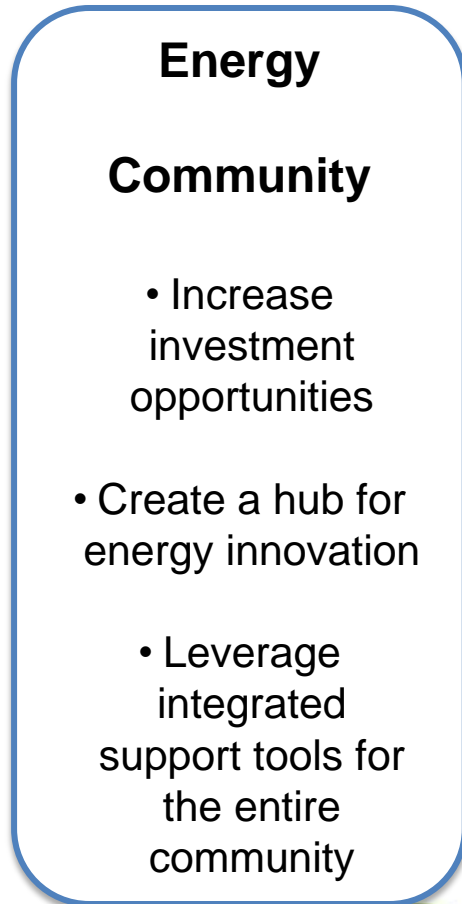 Energy
Community
• Increase
investment
opportunities
• Create a hub for
energy innovation
• Leverage
integrated
support tools for
the entire
community